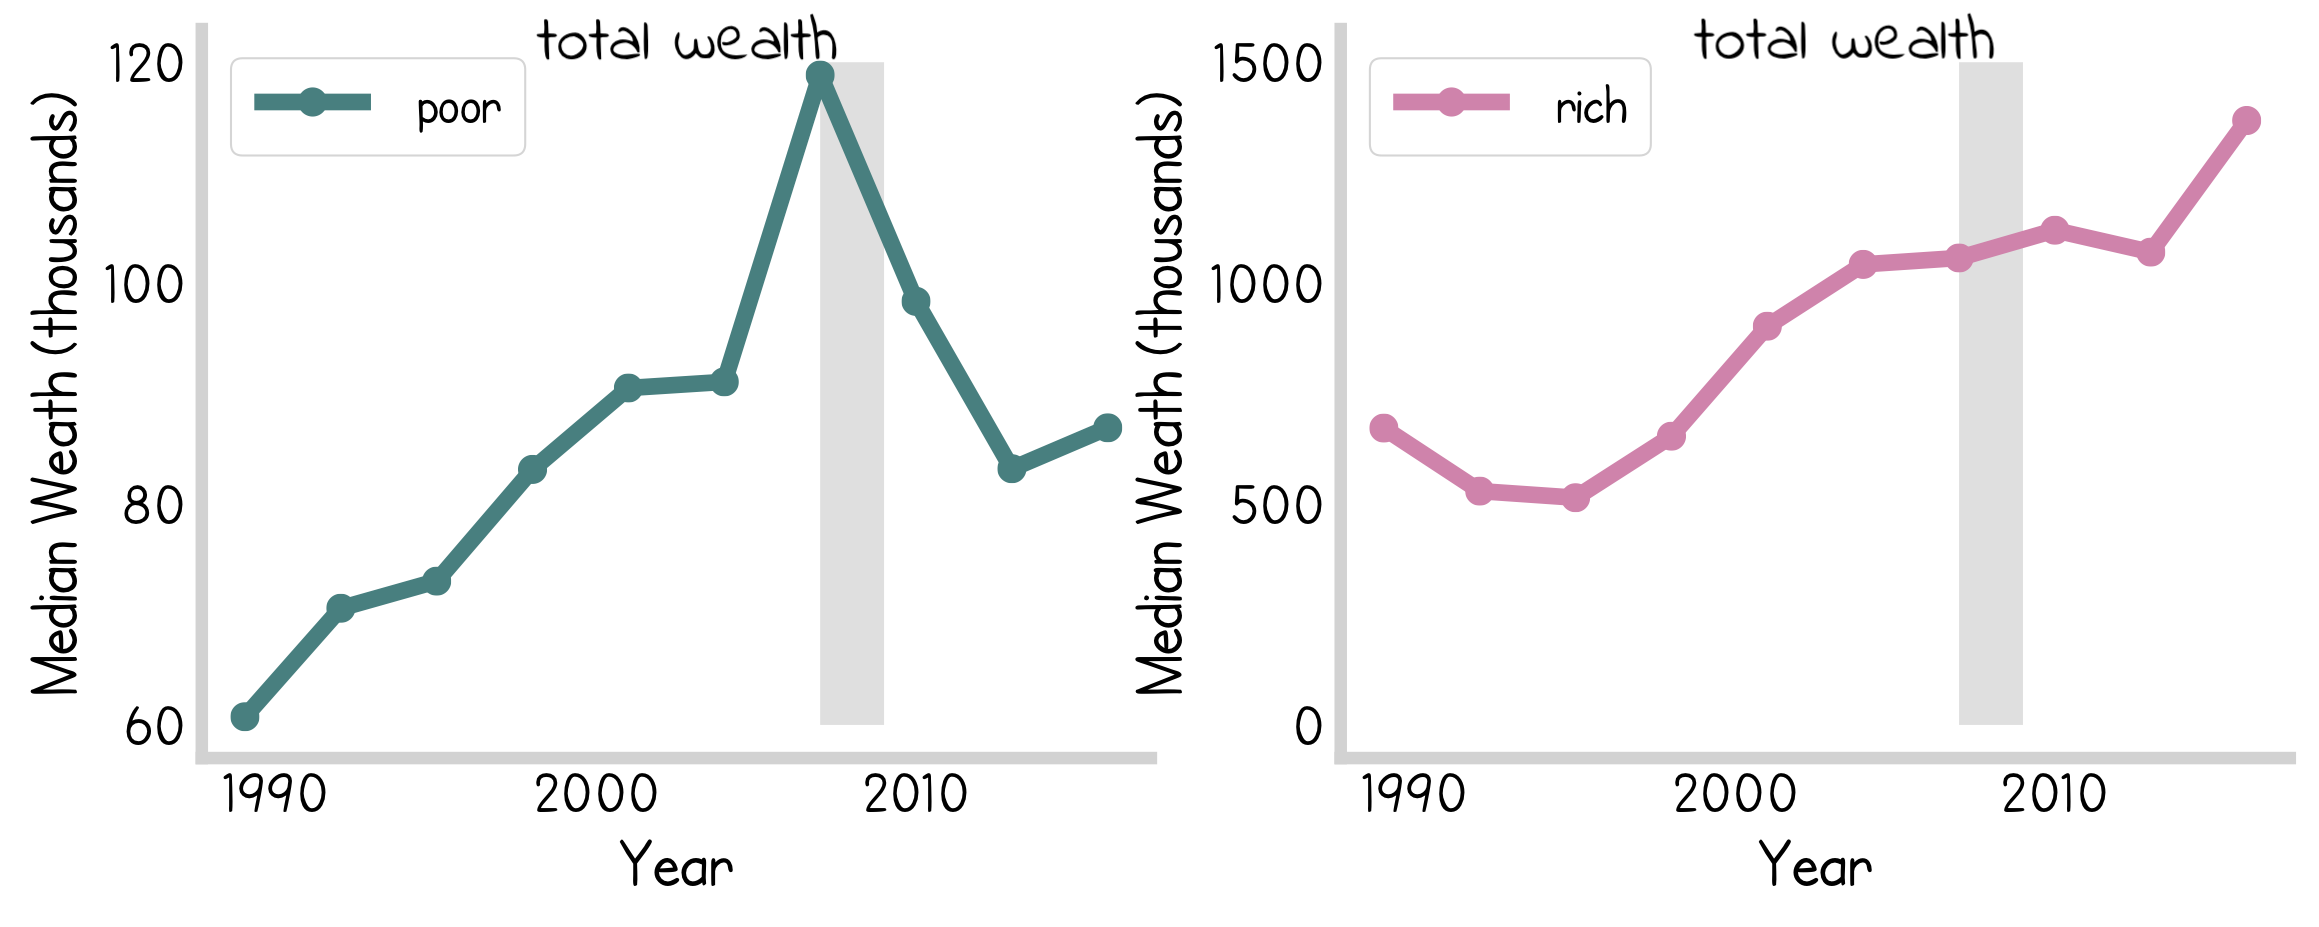 total wealth
poor
120
100
80
60
Median Weath (thousands)
1990 2000 2010
Year
total wealth
rich
1500
1000
500
0
Median Weath (thousands)
1990 2000 2010
Year